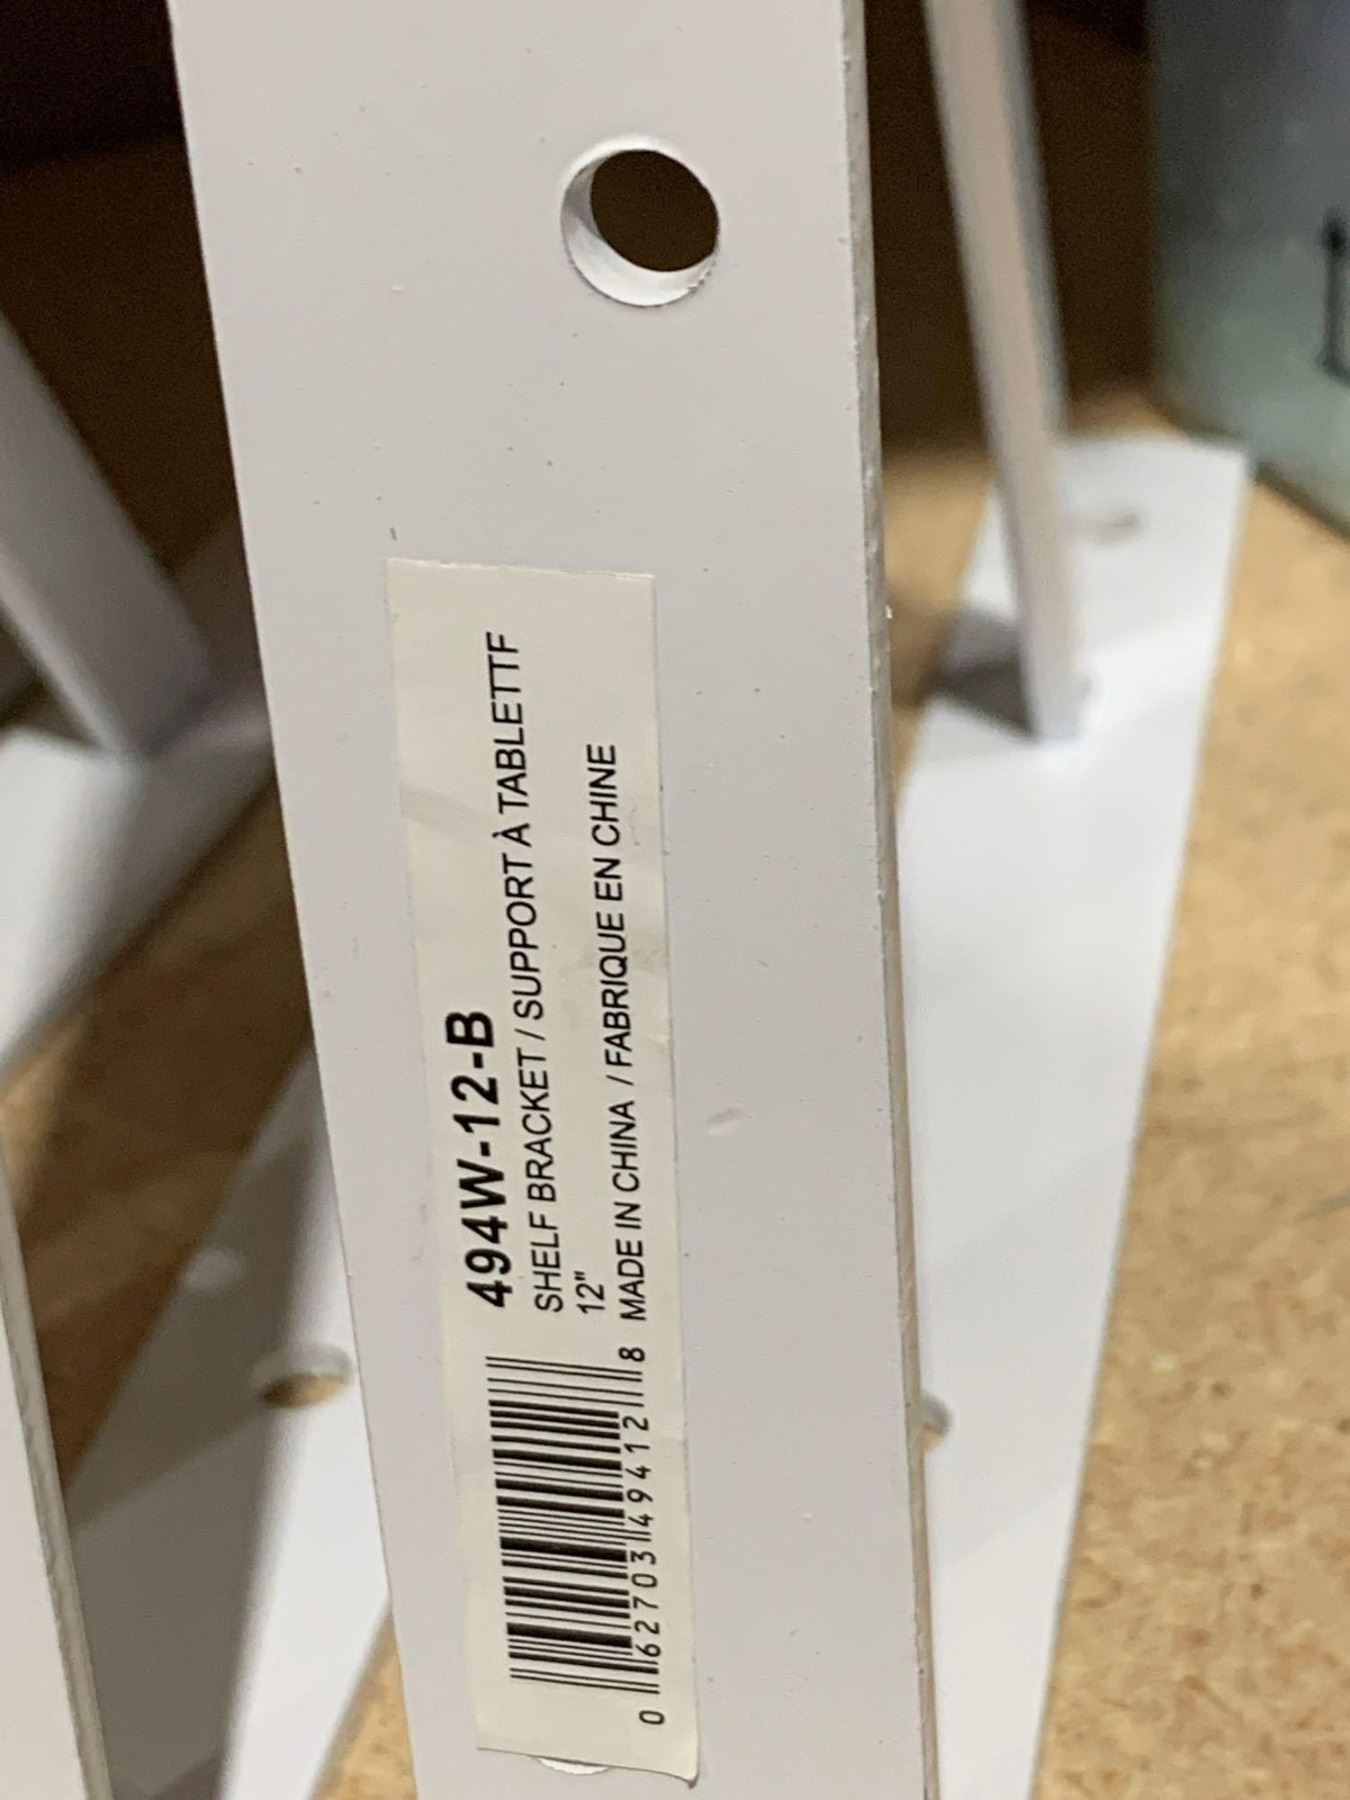 494W-12-B
SHELF BRACKET / SUPPORT À TABLETTF
12"
MADE IN CHINA / FABRIQUE EN CHINE
0 62703 49412 8